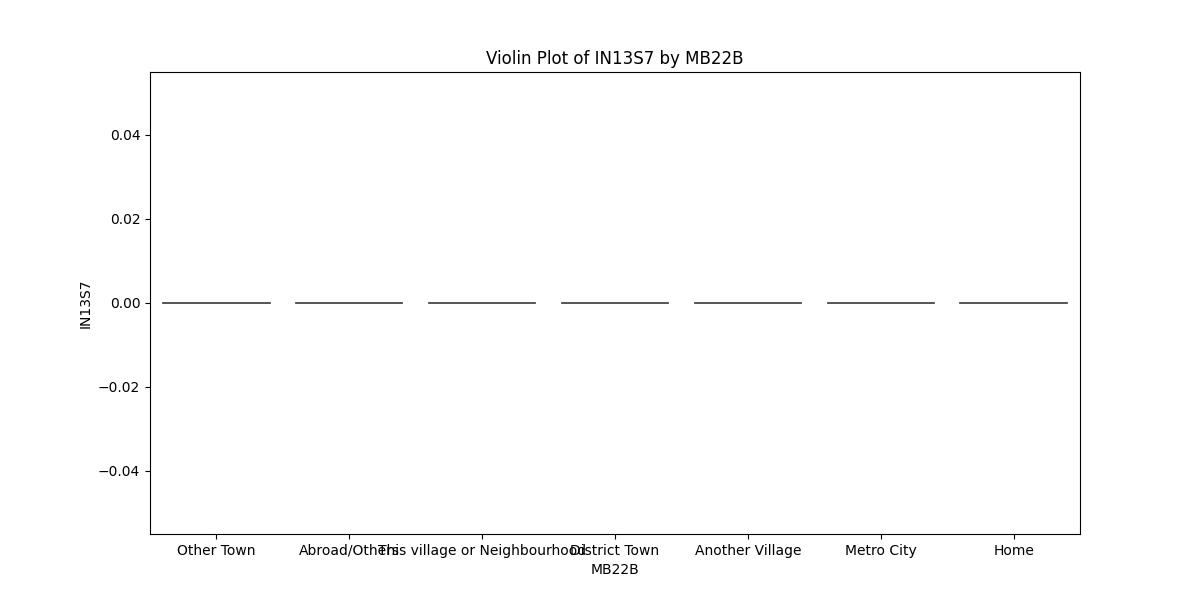 Violin Plot of IN13S7 by MB22B
0.04
0.02
0.00
−0.02
−0.04
IN13S7
Other Town
Abroad/Others
This village or Neighbourhood
District Town
Another Village
Metro City
Home
MB22B